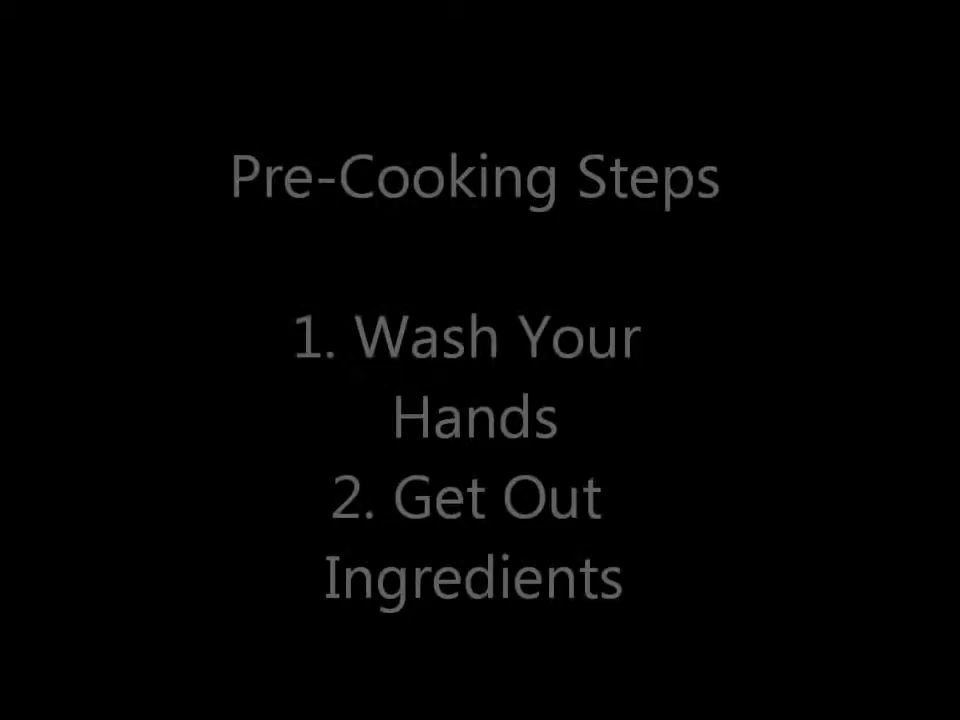 Pre-Cooking Steps
1. Wash Your
Hands
2. Get Out
Ingredients